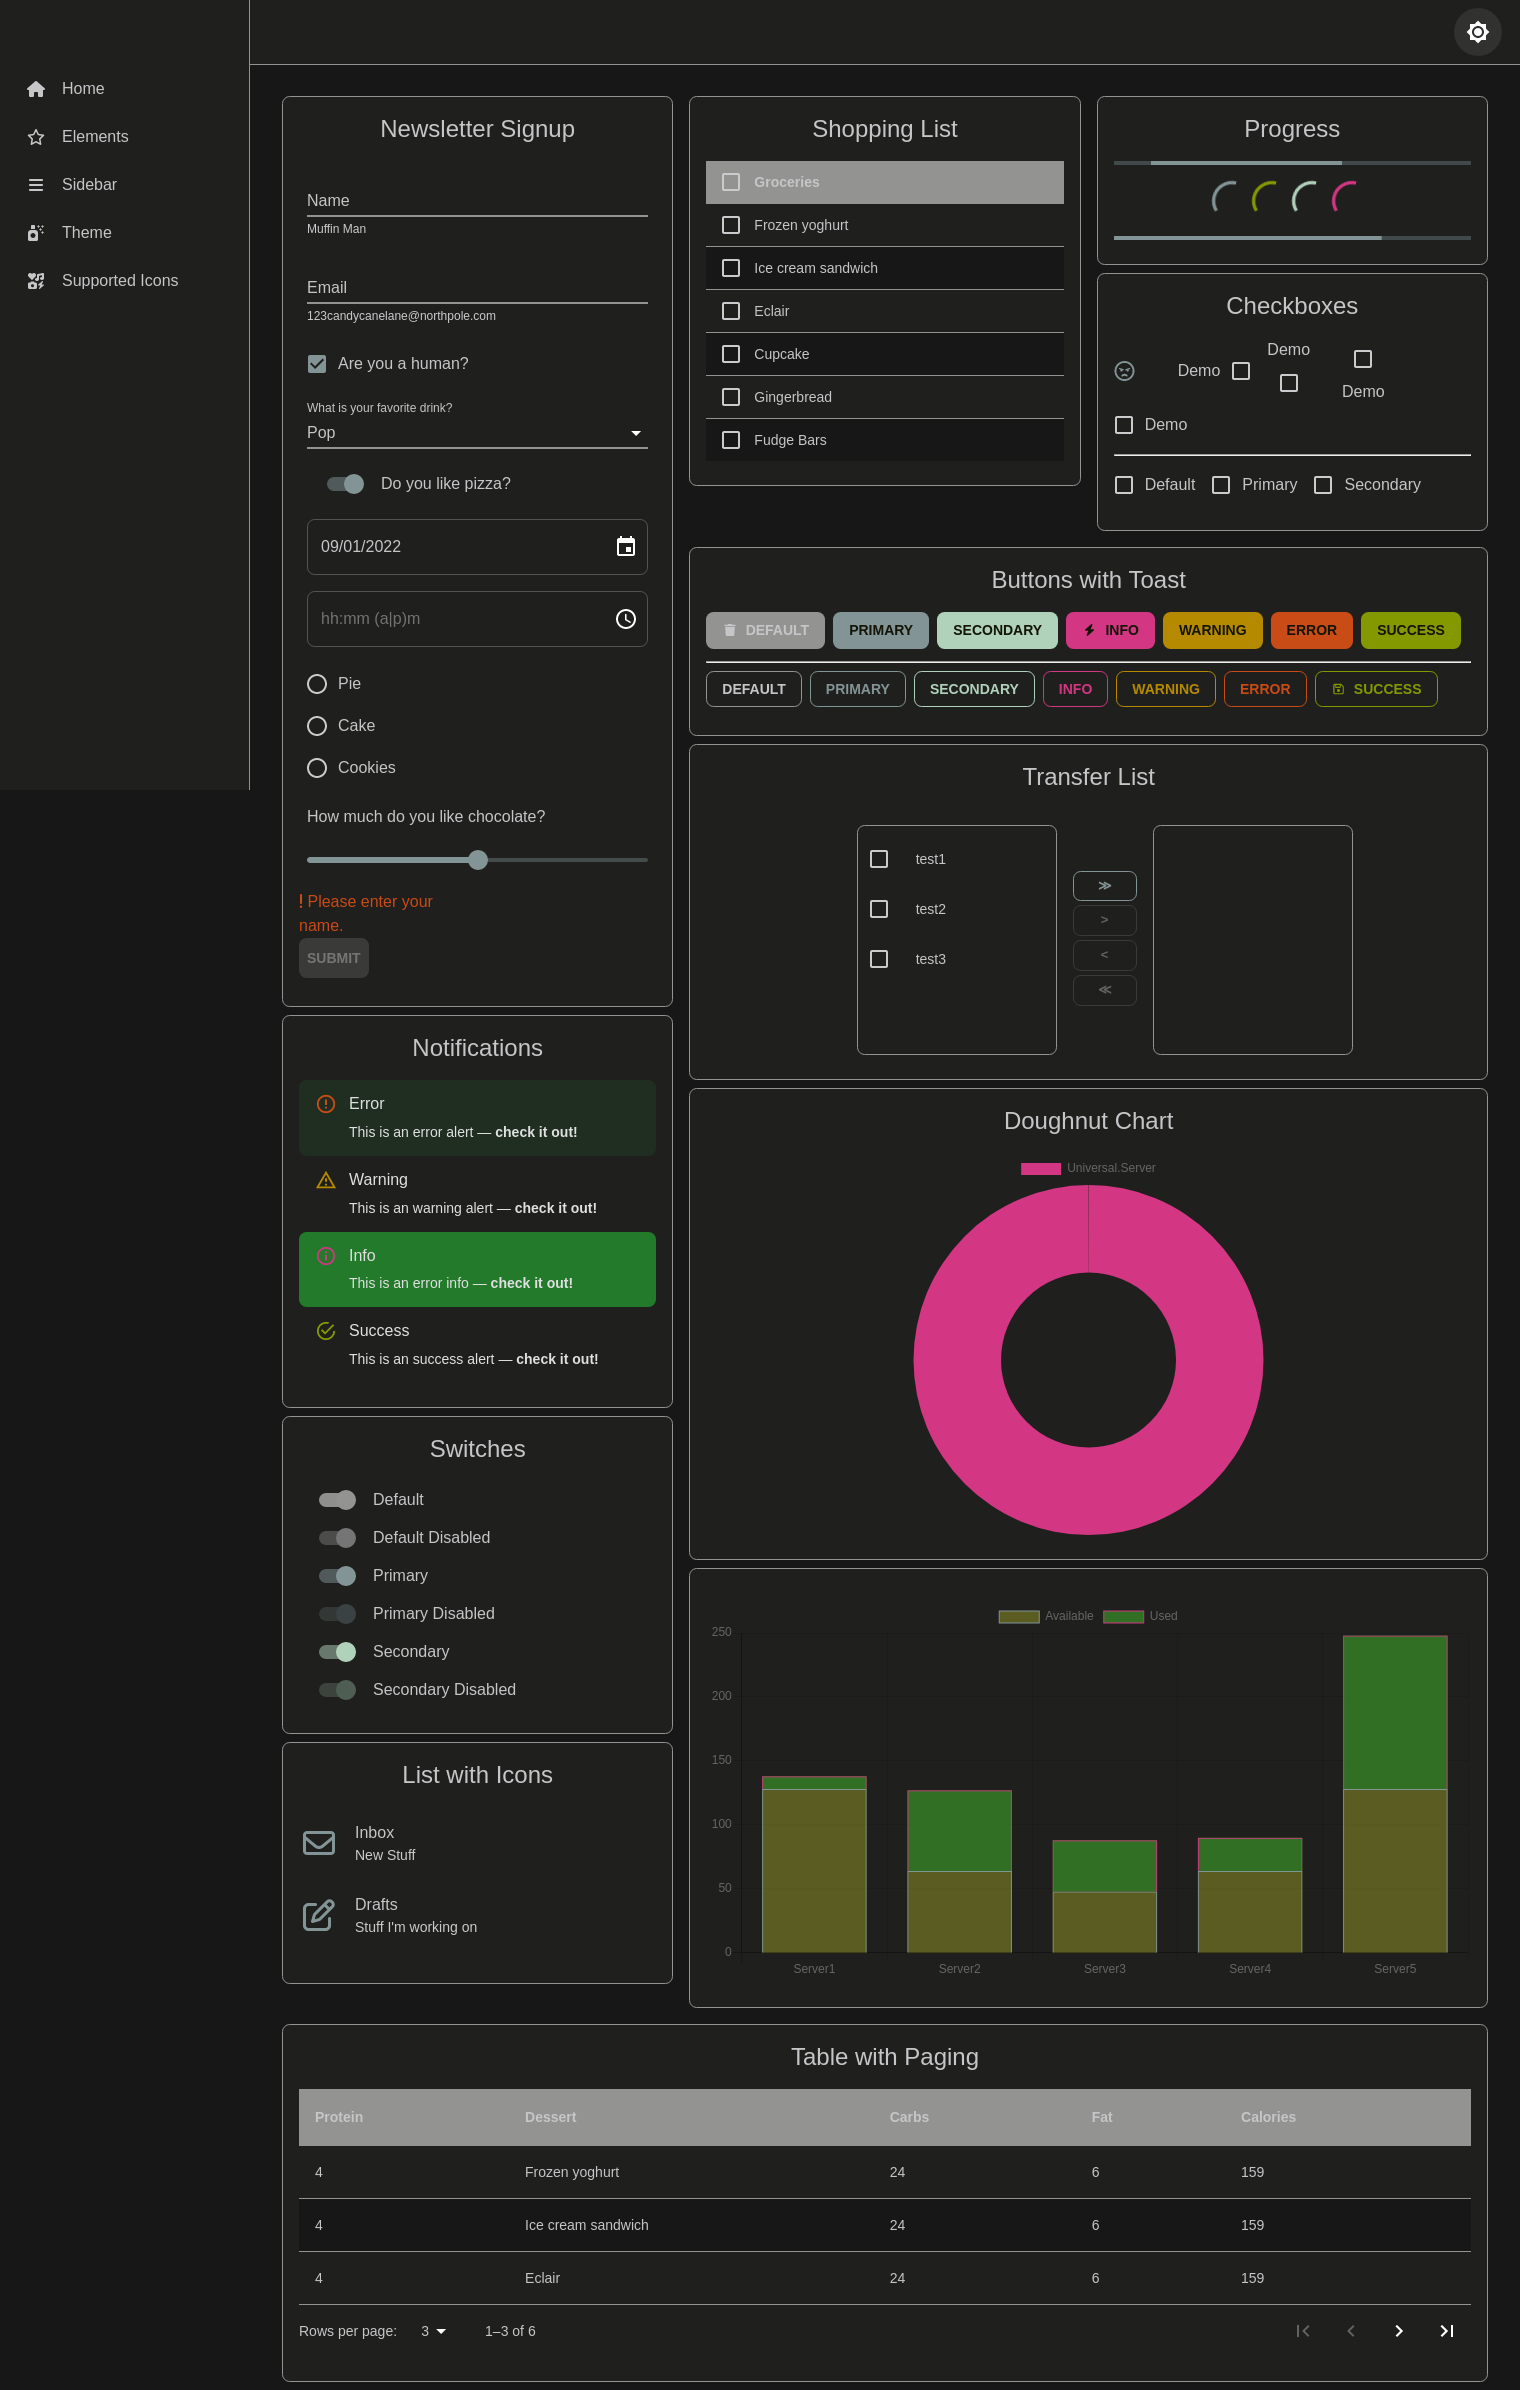 Home
Elements
Sidebar
Theme
Supported Icons
Newsletter Signup
Name
Muffin Man
Email
123candycanelane@northpole.com
Are you a human?
What is your favorite drink?
Pop
Do you like pizza?
09/01/2022
hh:mm (a|p)m
Pie
Cake
Cookies
How much do you like chocolate?
! Please enter your
name.
SUBMIT
Notifications
Error
This is an error alert — check it out!
Warning
This is an warning alert — check it out!
Info
This is an error info — check it out!
Success
This is an success alert — check it out!
Switches
Default
Default Disabled
Primary
Primary Disabled
Secondary
Secondary Disabled
List with Icons
Inbox
New Stuff
Drafts
Stuff I'm working on
Shopping List
Groceries
Frozen yoghurt
Ice cream sandwich
Eclair
Cupcake
Gingerbread
Fudge Bars
Progress
Checkboxes
Demo
Demo
Demo
Demo
Default Primary Secondary
Buttons with Toast
DEFAULT PRIMARY SECONDARY INFO WARNING ERROR SUCCESS
DEFAULT PRIMARY SECONDARY INFO WARNING ERROR SUCCESS
Transfer List
test1
test2
test3
≫
>
<
≪
Doughnut Chart
Universal.Server
Available Used
250
200
150
100
50
0
Server1 Server2 Server3 Server4 Server5
Table with Paging
Protein Dessert Carbs Fat Calories
4 Frozen yoghurt 24 6 159
4 Ice cream sandwich 24 6 159
4 Eclair 24 6 159
Rows per page: 3 1–3 of 6